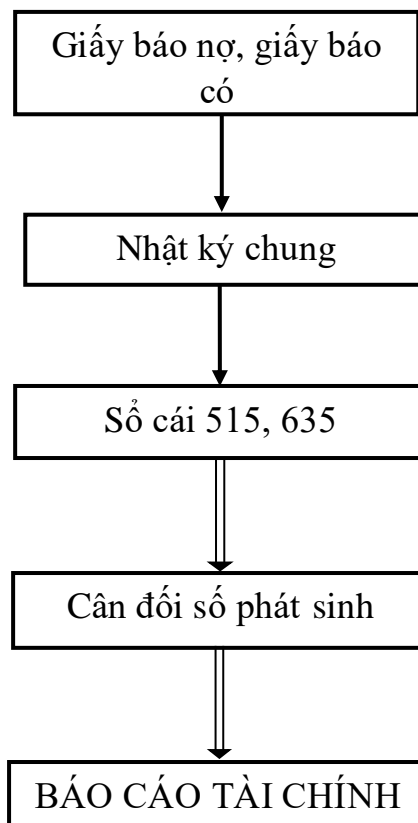 Giấy báo nợ, giấy báo
có
Nhật ký chung
Sổ cái 515, 635
Cân đối số phát sinh
BÁO CÁO TÀI CHÍNH